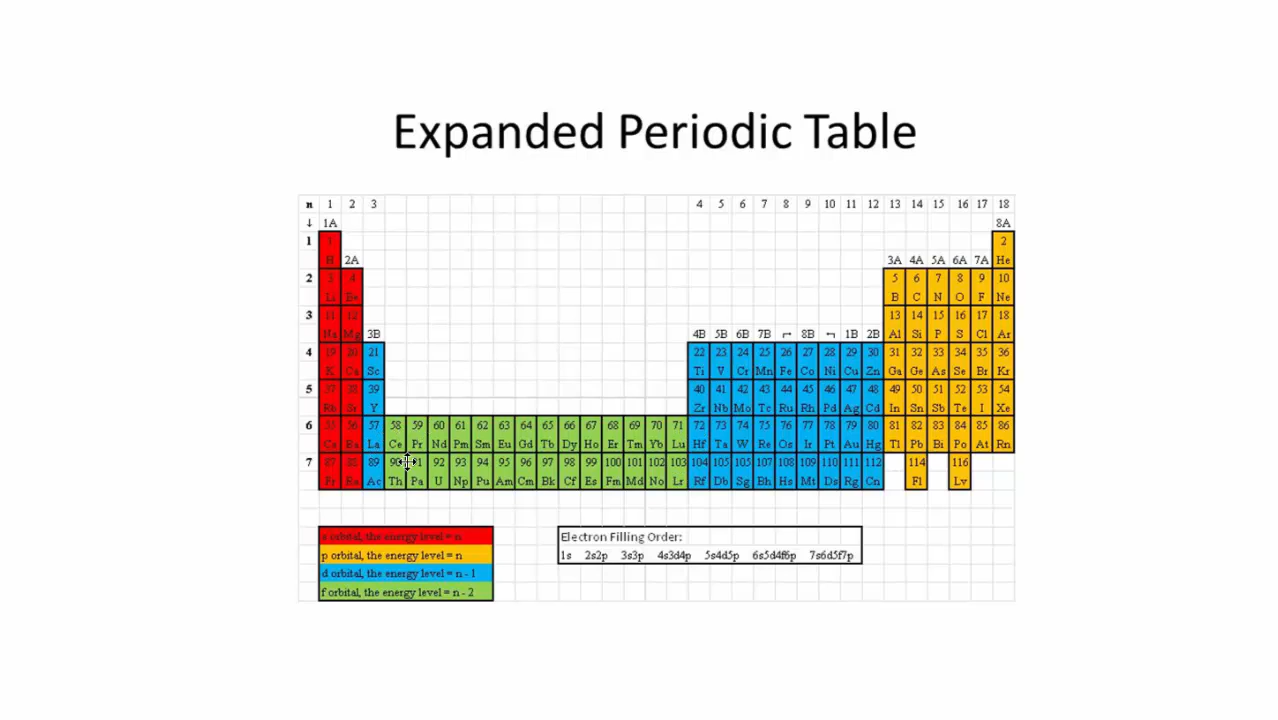 Expanded Periodic Table
n 1 2 3 4 5 6 7 8 9 10 11 12 13 14 15 16 17 18
↓ 1A 8A
1 1 2
H 2A 3A 4A 5A 6A 7A He
2 3 4 5 6 7 8 9 10
Li Be B C N O F Ne
3 11 12 13 14 15 16 17 18
Na Mg 3B 4B 5B 6B 7B ┌ 8B ┐ 1B 2B Al Si P S Cl Ar
4 19 20 21 22 23 24 25 26 27 28 29 30 31 32 33 34 35 36
K Ca Sc Ti V Cr Mn Fe Co Ni Cu Zn Ga Ge As Se Br Kr
5 37 38 39 40 41 42 43 44 45 46 47 48 49 50 51 52 53 54
Rb Sr Y Zr Nb Mo Tc Ru Rh Pd Ag Cd In Sn Sb Te I Xe
6 55 56 57 58 59 60 61 62 63 64 65 66 67 68 69 70 71 72 73 74 75 76 77 78 79 80 81 82 83 84 85 86
Cs Ba La Ce Pr Nd Pm Sm Eu Gd Tb Dy Ho Er Tm Yb Lu Hf Ta W Re Os Ir Pt Au Hg Tl Pb Bi Po At Rn
7 87 88 89 92 93 94 95 96 97 98 99 100 101 102 103 104 105 105 107 108 109 110 111 112 114 116
Fr Ra Ac Th Pa U Np Pu Am Cm Bk Cf Es Fm Md No Lr Rf Db Sg Bh Hs Mt Ds Rg Cn Fl Lv
s orbital, the energy level = n
p orbital, the energy level = n
d orbital, the energy level = n - 1
f orbital, the energy level = n - 2
Electron Filling Order:
1s 2s2p 3s3p 4s3d4p 5s4d5p 6s5d4f6p 7s6d5f7p